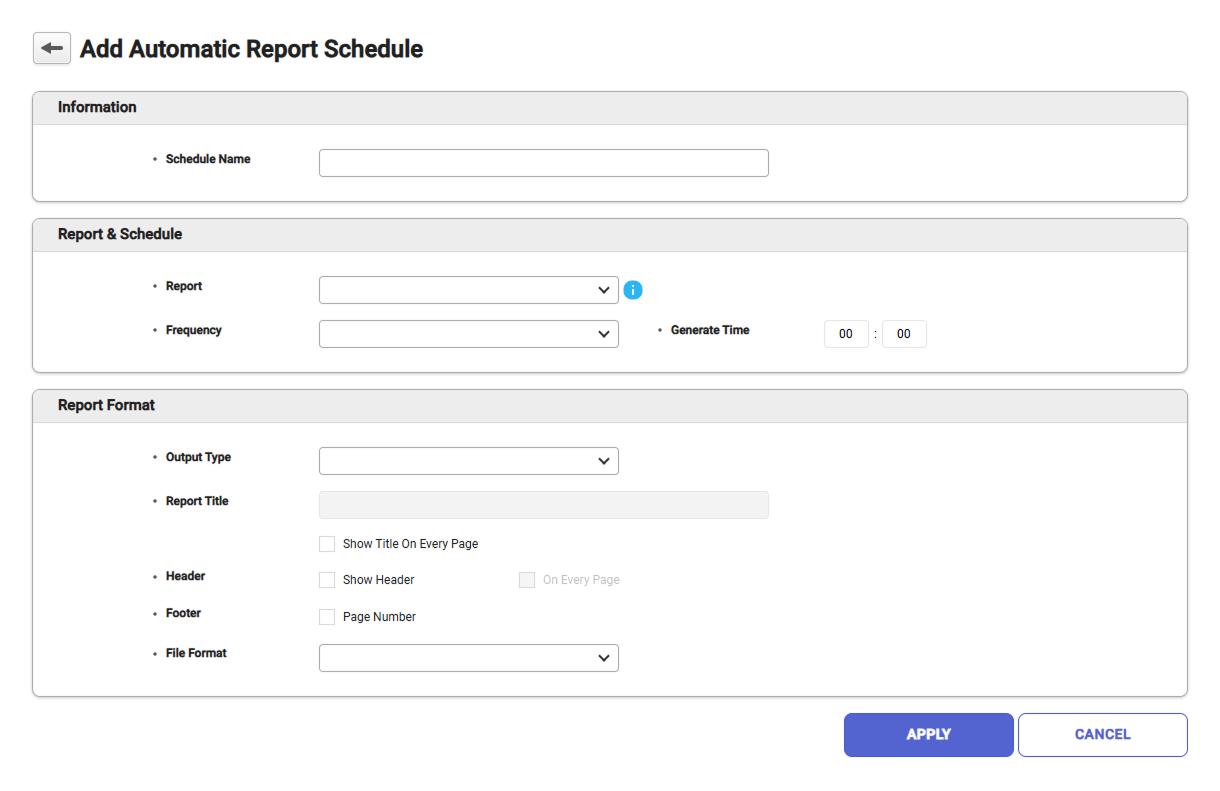 Add Automatic Report Schedule
Information
Schedule Name
Report & Schedule
Report
Frequency
Generate Time
00 : 00
Report Format
Output Type
Report Title
Show Title On Every Page
Header
Show Header
On Every Page
Footer
Page Number
File Format
APPLY
CANCEL